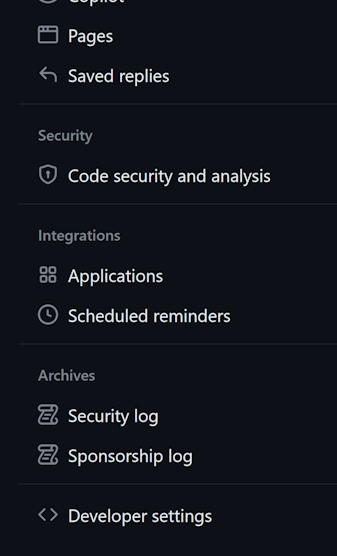 Copilot
Pages
Saved replies
Security
Code security and analysis
Integrations
Applications
Scheduled reminders
Archives
Security log
Sponsorship log
Developer settings